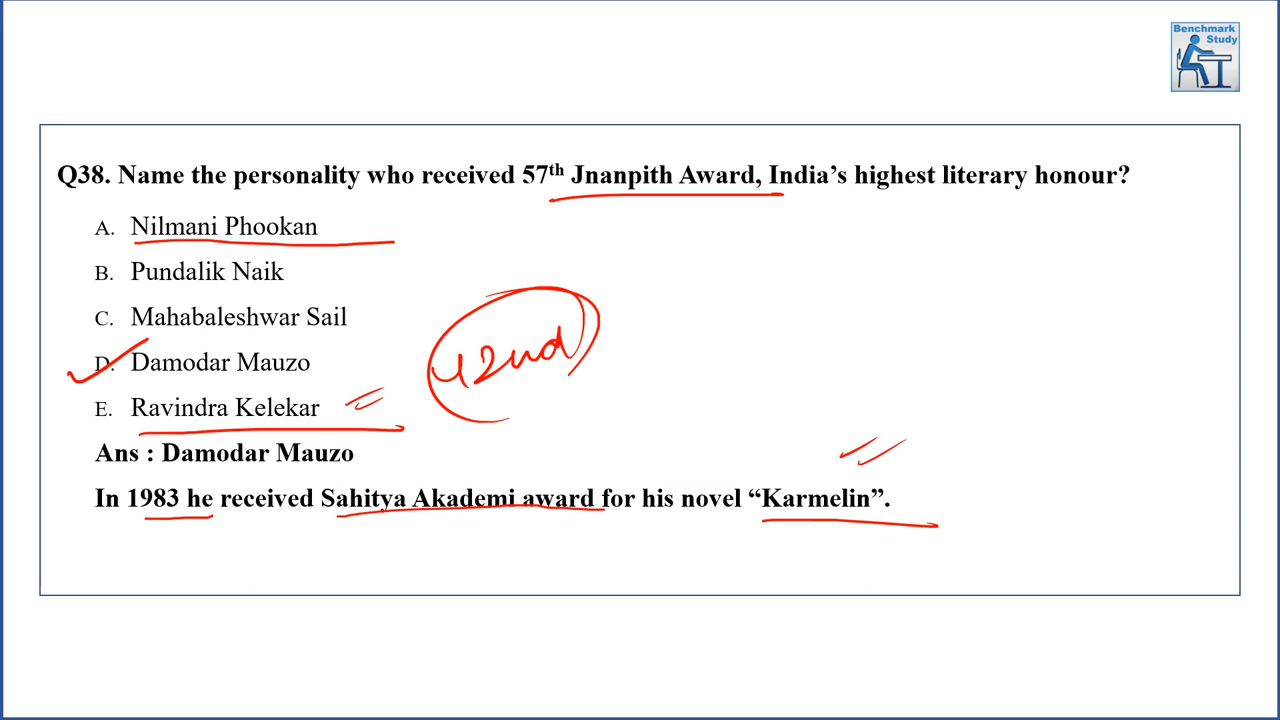 Benchmark
Study
Q38. Name the personality who received 57th Jnanpith Award, India’s highest literary honour?
A. Nilmani Phookan
B. Pundalik Naik
C. Mahabaleshwar Sail
D. Damodar Mauzo
42nd
E. Ravindra Kelekar
Ans : Damodar Mauzo
In 1983 he received Sahitya Akademi award for his novel “Karmelin”.